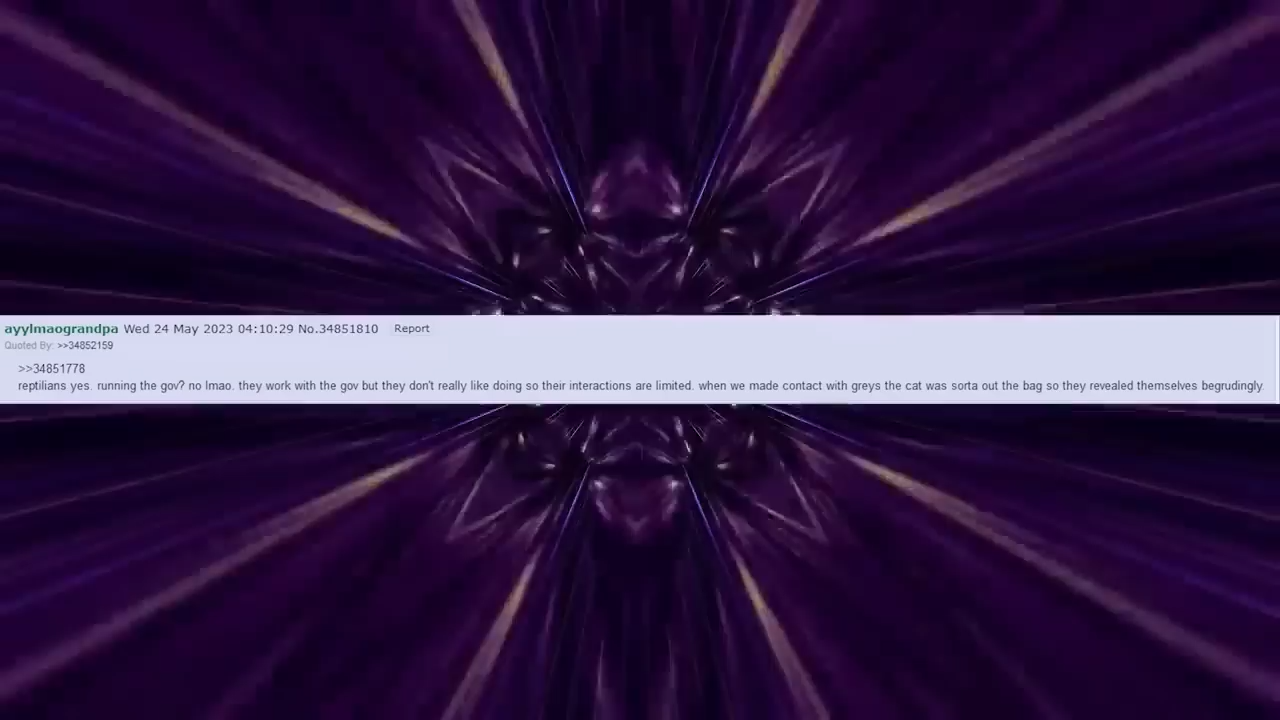 ayylmaograndpa Wed 24 May 2023 04:10:29 No.34851810 Report
Quoted By: >>34852159
>>34851778
reptilians yes. running the gov? no lmao. they work with the gov but they don't really like doing so their interactions are limited. when we made contact with greys the cat was sorta out the bag so they revealed themselves begrudingly.